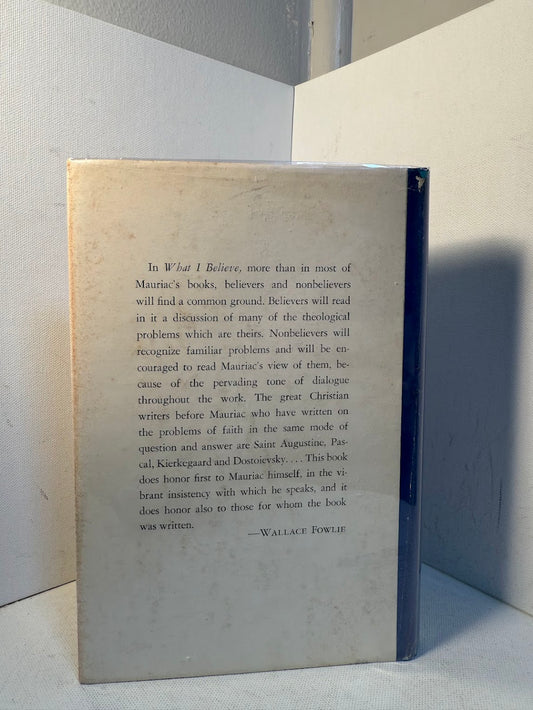 In What I Believe, more than in most of
Mauriac's books, believers and nonbelievers
will find a common ground. Believers will read
in it a discussion of many of the theological
problems which are theirs. Nonbelievers will
recognize familiar problems and will be en-
couraged to read Mauriac's view of them, be-
cause of the pervading tone of dialogue
throughout the work. The great Christian
writers before Mauriac who have written on
the problems of faith in the same mode of
question and answer are Saint Augustine, Pas-
cal, Kierkegaard and Dostoievsky. . . . This book
does honor first to Mauriac himself, in the vi-
brant insistency with which he speaks, and it
does honor also to those for whom the book
was written.
—Wallace Fowlie